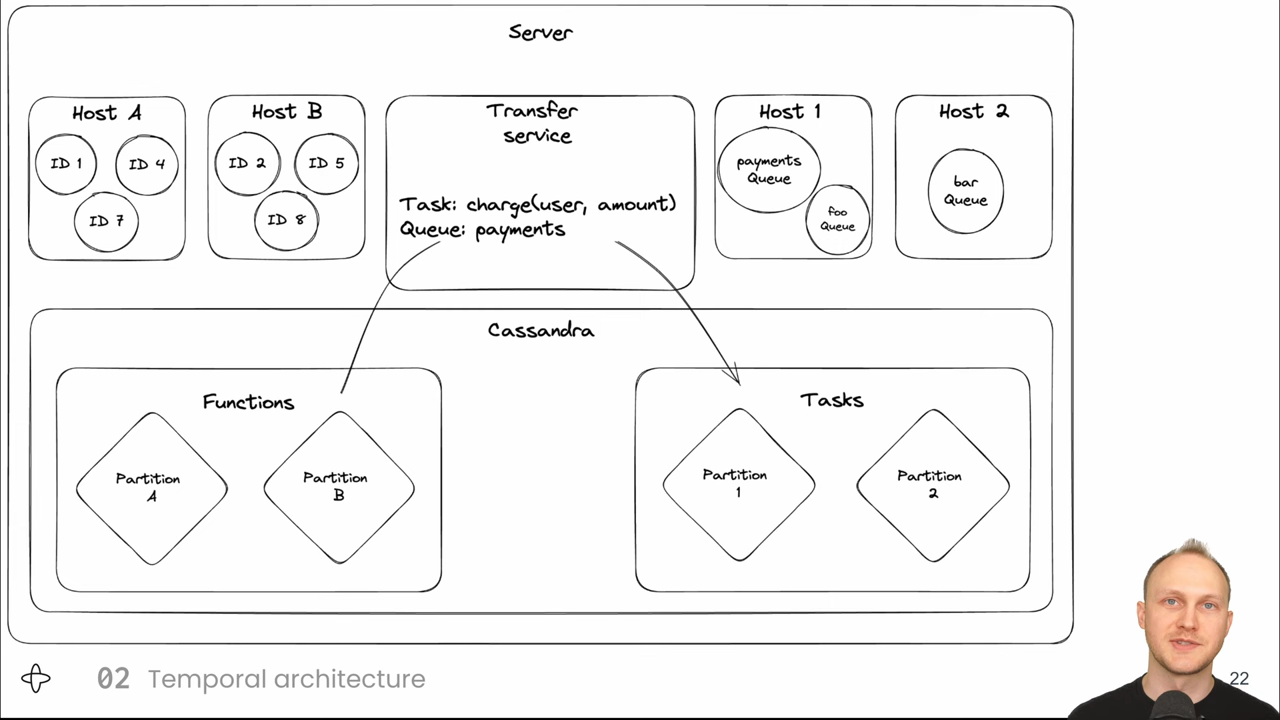 Server
Host A
ID 1
ID 4
ID 7
Host B
ID 2
ID 5
ID 8
Transfer
service
Task: charge(user, amount)
Queue: payments
Host 1
payments
Queue
foo
Queue
Host 2
bar
Queue
Cassandra
Functions
Partition
A
Partition
B
Tasks
Partition
1
Partition
2
02 Temporal architecture
22